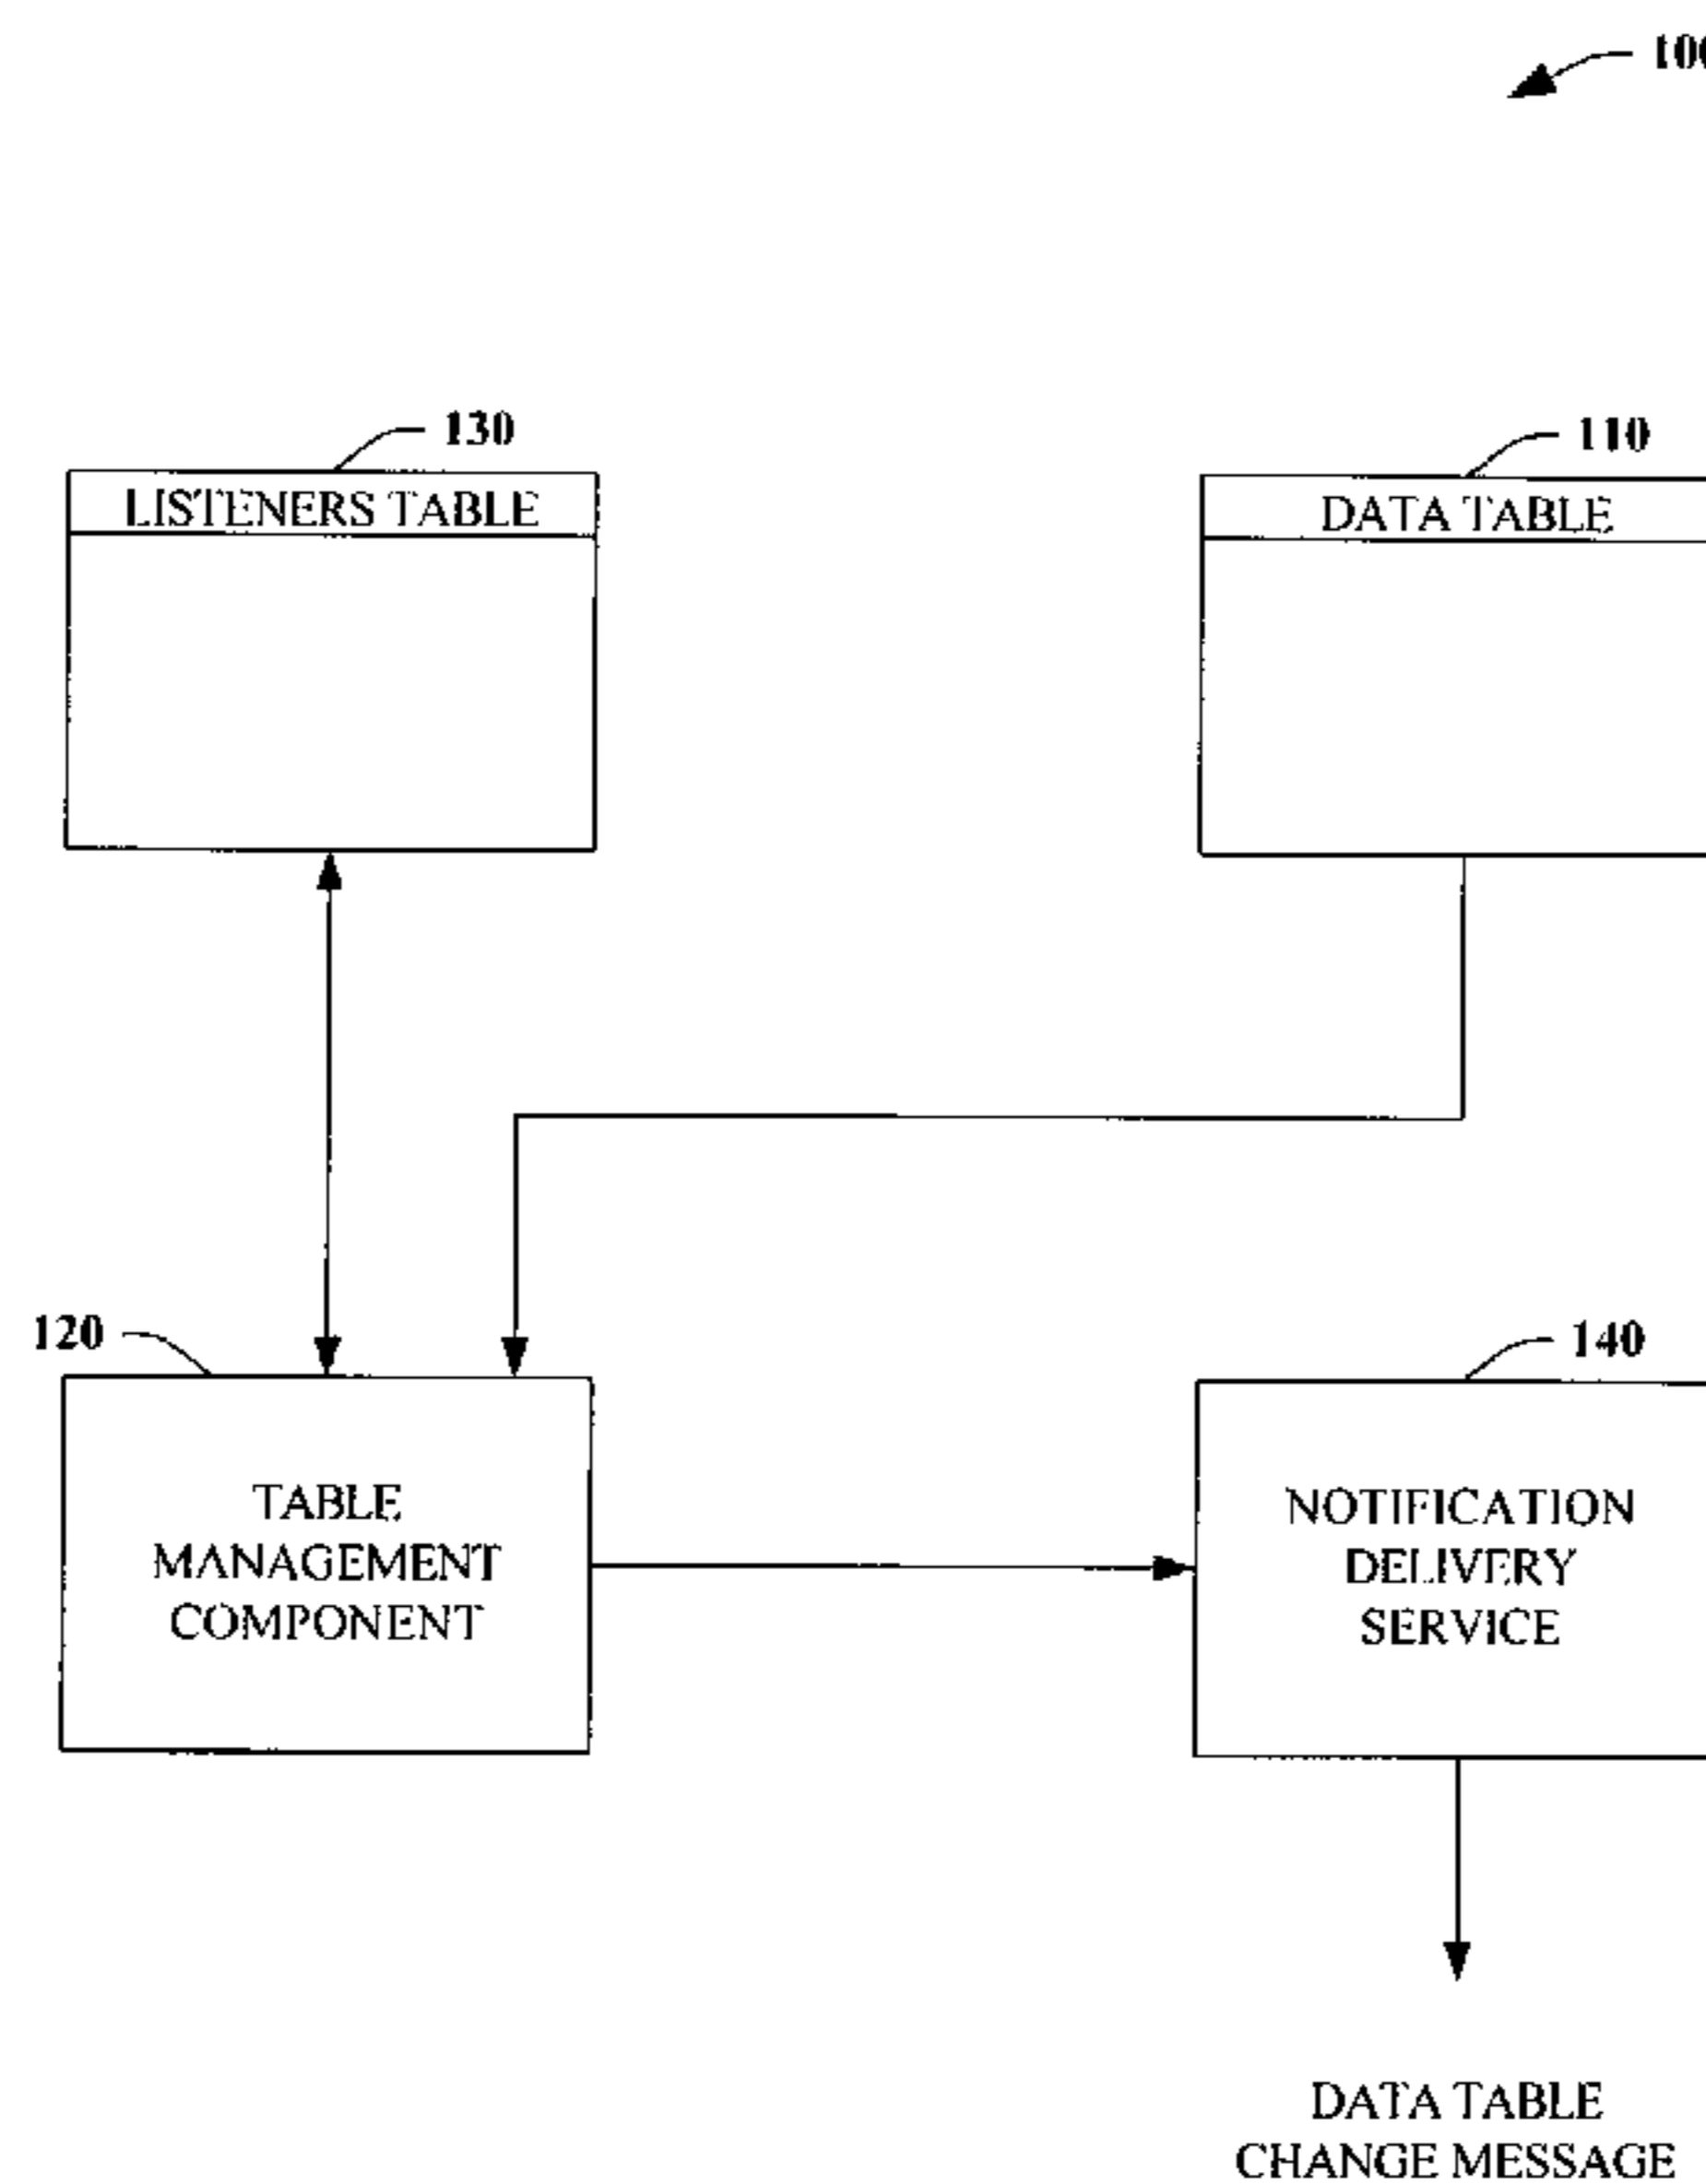 130
110
LISTENERS TABLE
DATA TABLE
120
140
TABLE
MANAGEMENT
COMPONENT
NOTIFICATION
DELIVERY
SERVICE
DATA TABLE
CHANGE MESSAGE